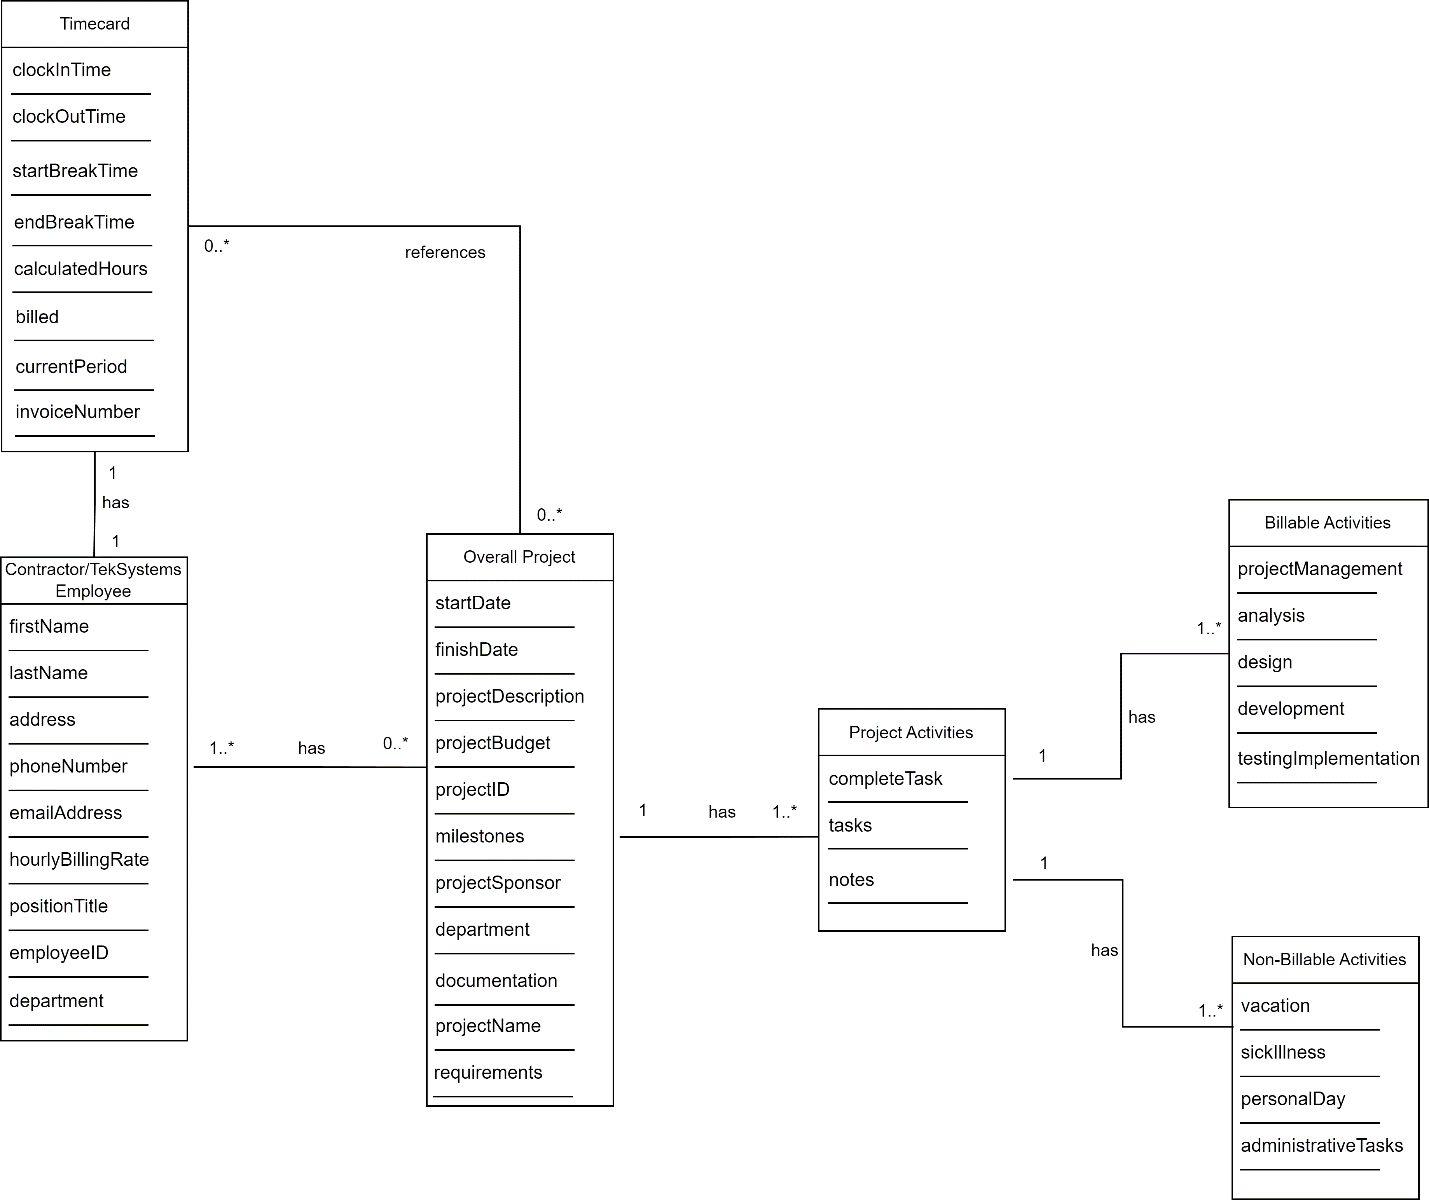 Timecard
clockInTime
clockOutTime
startBreakTime
endBreakTime
calculatedHours
billed
currentPeriod
invoiceNumber
0..*
references
0..*
1
has
1
Contractor/TekSystems
Employee
firstName
lastName
address
phoneNumber
emailAddress
hourlyBillingRate
positionTitle
employeeID
department
1..*
has
0..*
Overall Project
startDate
finishDate
projectDescription
projectBudget
projectID
milestones
projectSponsor
department
documentation
projectName
requirements
1
has
1..*
Project Activities
completeTask
tasks
notes
1
has
1..*
Billable Activities
projectManagement
analysis
design
development
testingImplementation
1
has
1..*
Non-Billable Activities
vacation
sickIllness
personalDay
administrativeTasks